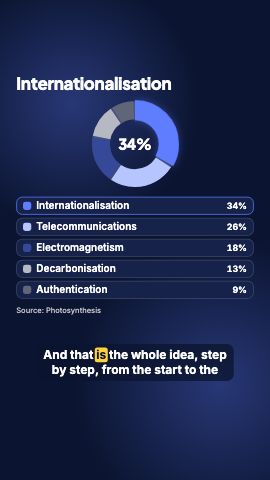 Internationalisation
34%
Internationalisation 34%
Telecommunications 26%
Electromagnetism 18%
Decarbonisation 13%
Authentication 9%
Source: Photosynthesis
And that is the whole idea, step
by step, from the start to the